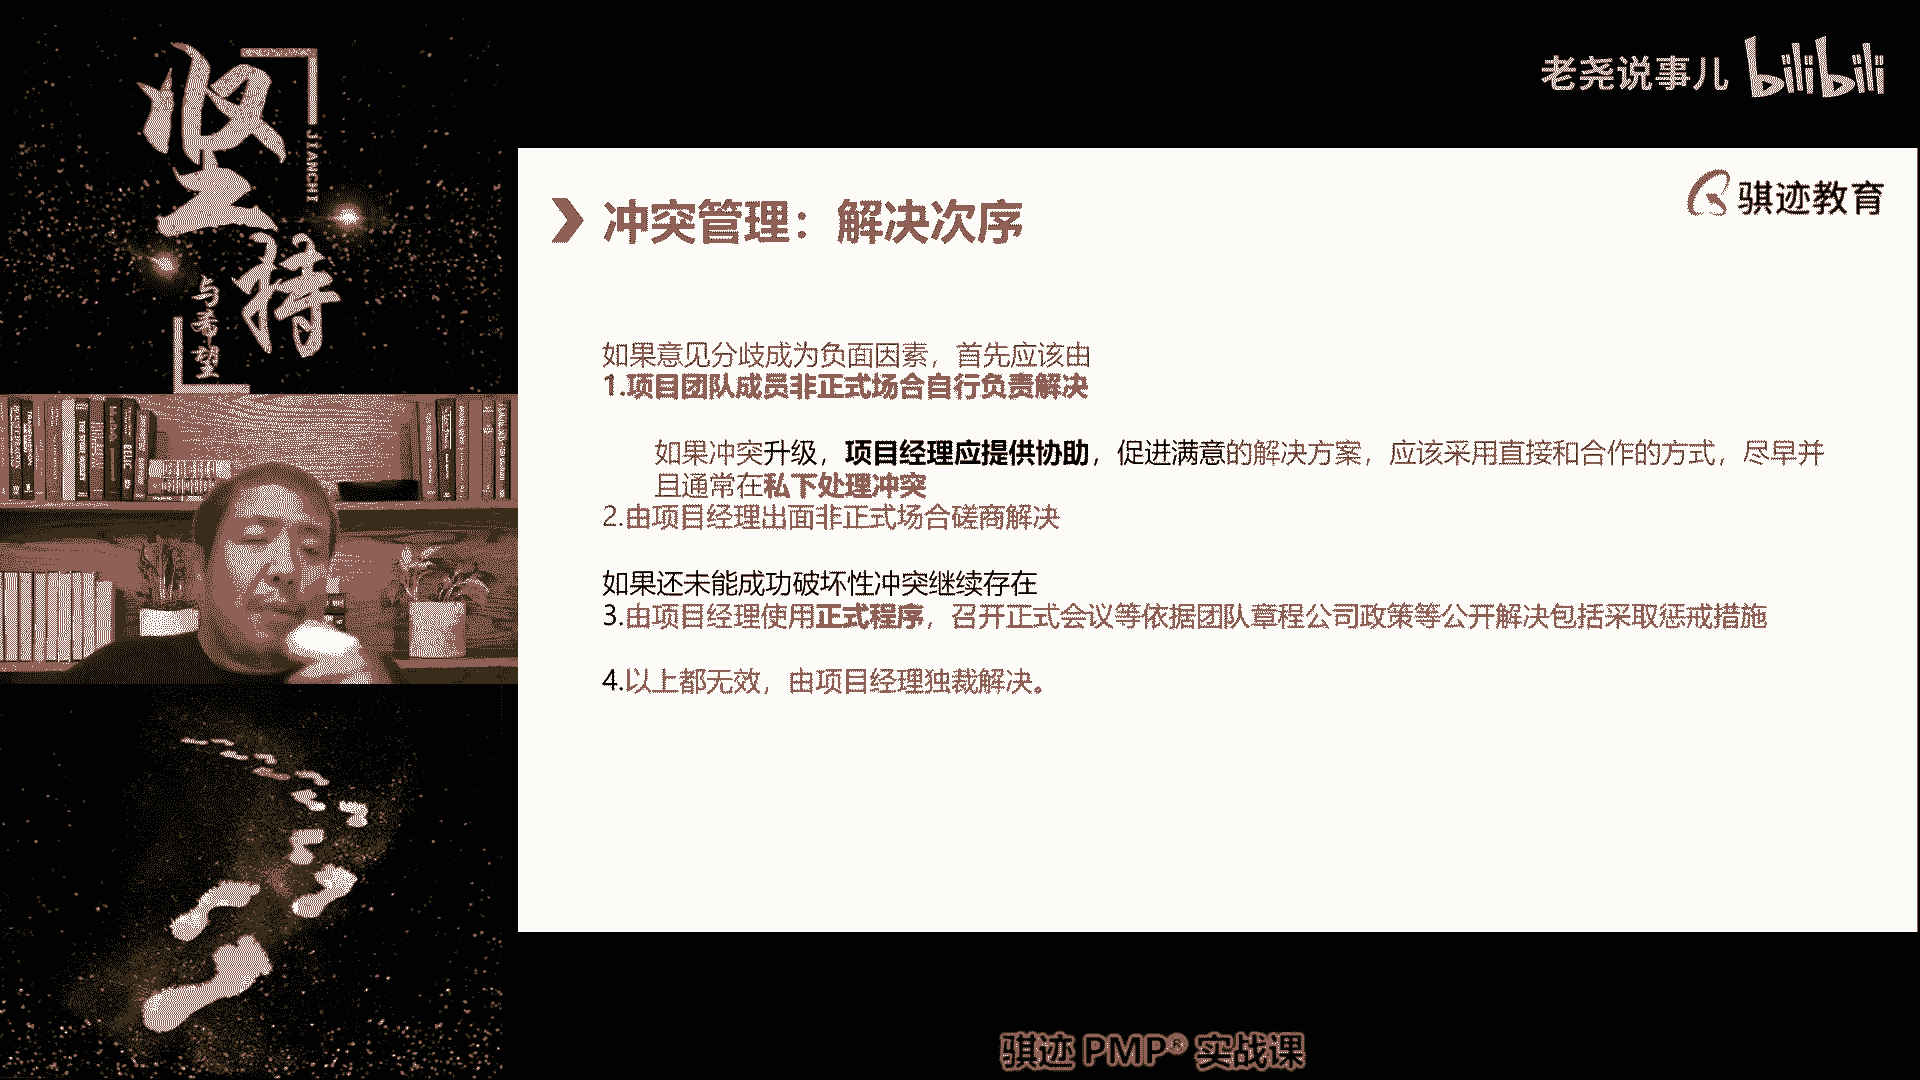 坚持
JIANCHI
与希望
老尧说事儿 bilibili
骐迹教育
冲突管理：解决次序
如果意见分歧成为负面因素，首先应该由
1.项目团队成员非正式场合自行负责解决
如果冲突升级，项目经理应提供协助，促进满意的解决方案，应该采用直接和合作的方式，尽早并
且通常在私下处理冲突
2.由项目经理出面非正式场合磋商解决
如果还未能成功破坏性冲突继续存在
3.由项目经理使用正式程序，召开正式会议等依据团队章程公司政策等公开解决包括采取惩戒措施
4.以上都无效，由项目经理独裁解决。
骐迹 PMP® 实战课